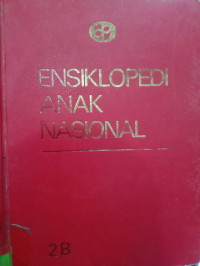 ENSIKLOPEDI
ANAK
NASIONAL
2B